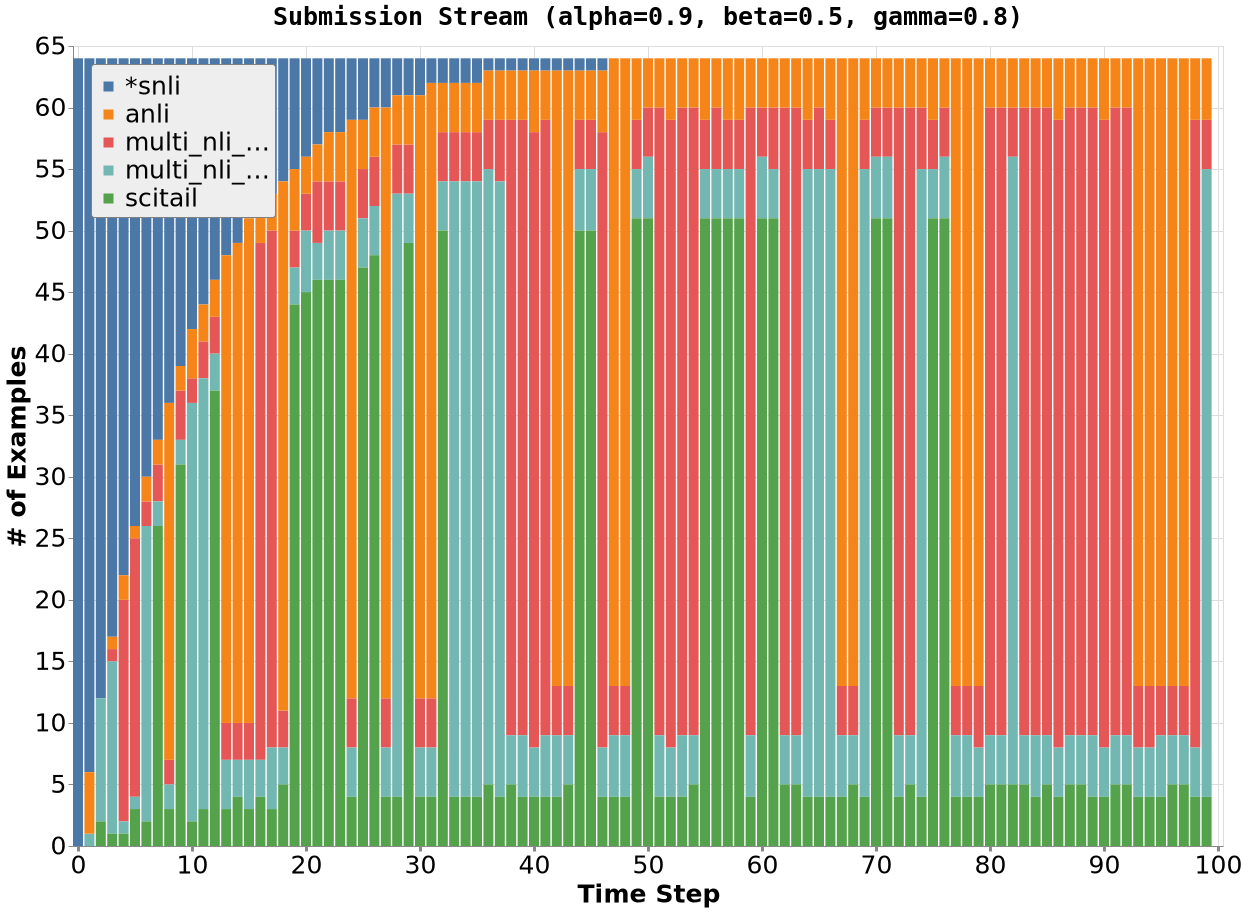 Submission Stream (alpha=0.9, beta=0.5, gamma=0.8)
65
60
55
50
45
40
35
30
25
20
15
10
5
0
# of Examples
*snli
anli
multi_nli_...
multi_nli_...
scitail
0 10 20 30 40 50 60 70 80 90 100
Time Step